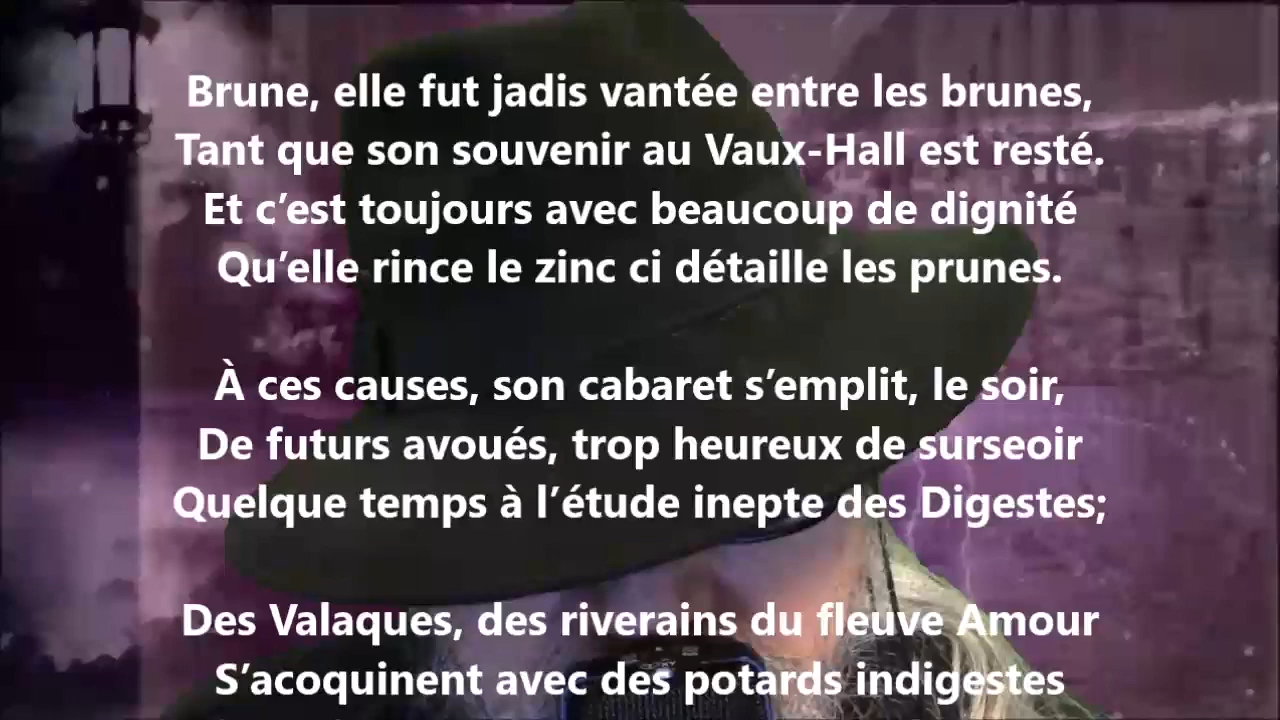 Brune, elle fut jadis vantée entre les brunes,
Tant que son souvenir au Vaux-Hall est resté.
Et c’est toujours avec beaucoup de dignité
Qu’elle rince le zinc ci détaille les prunes.
À ces causes, son cabaret s’emplit, le soir,
De futurs avoués, trop heureux de surseoir
Quelque temps à l’étude inepte des Digestes;
Des Valaques, des riverains du fleuve Amour
S’acoquinent avec des potards indigestes